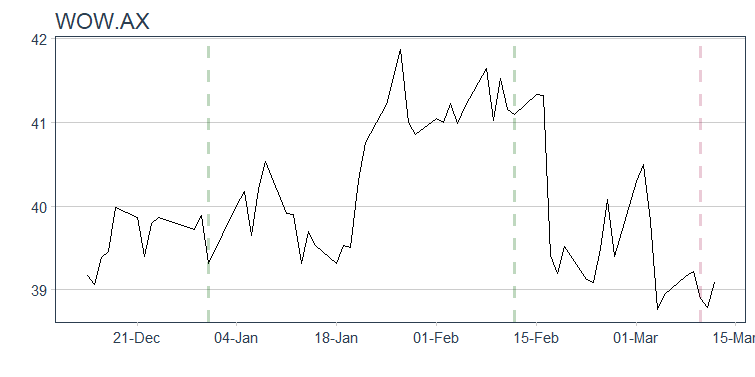 WOW.AX
42
41
40
39
21-Dec
04-Jan
18-Jan
01-Feb
15-Feb
01-Mar
15-Mar